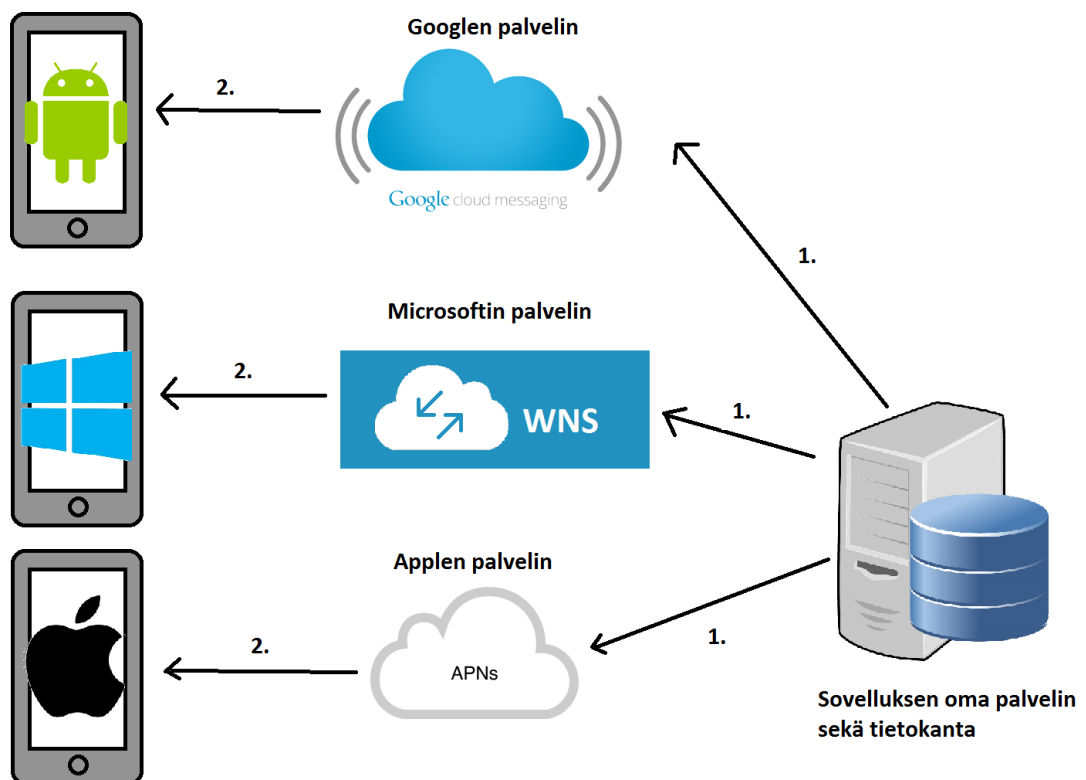 Googlen palvelin
2.
Google cloud messaging
1.
Microsoftin palvelin
2.
WNS
1.
Applen palvelin
2.
APNs
1.
Sovelluksen oma palvelin
sekä tietokanta